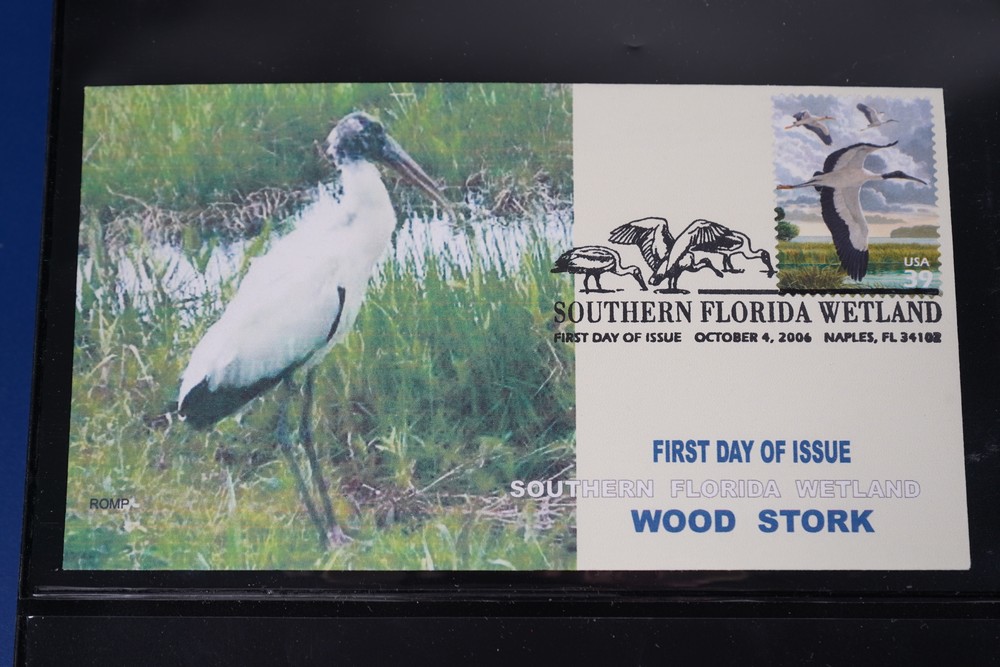 USA
39
SOUTHERN FLORIDA WETLAND
FIRST DAY OF ISSUE OCTOBER 4, 2006 NAPLES, FL 34102
FIRST DAY OF ISSUE
SOUTHERN FLORIDA WETLAND
WOOD STORK
ROMP